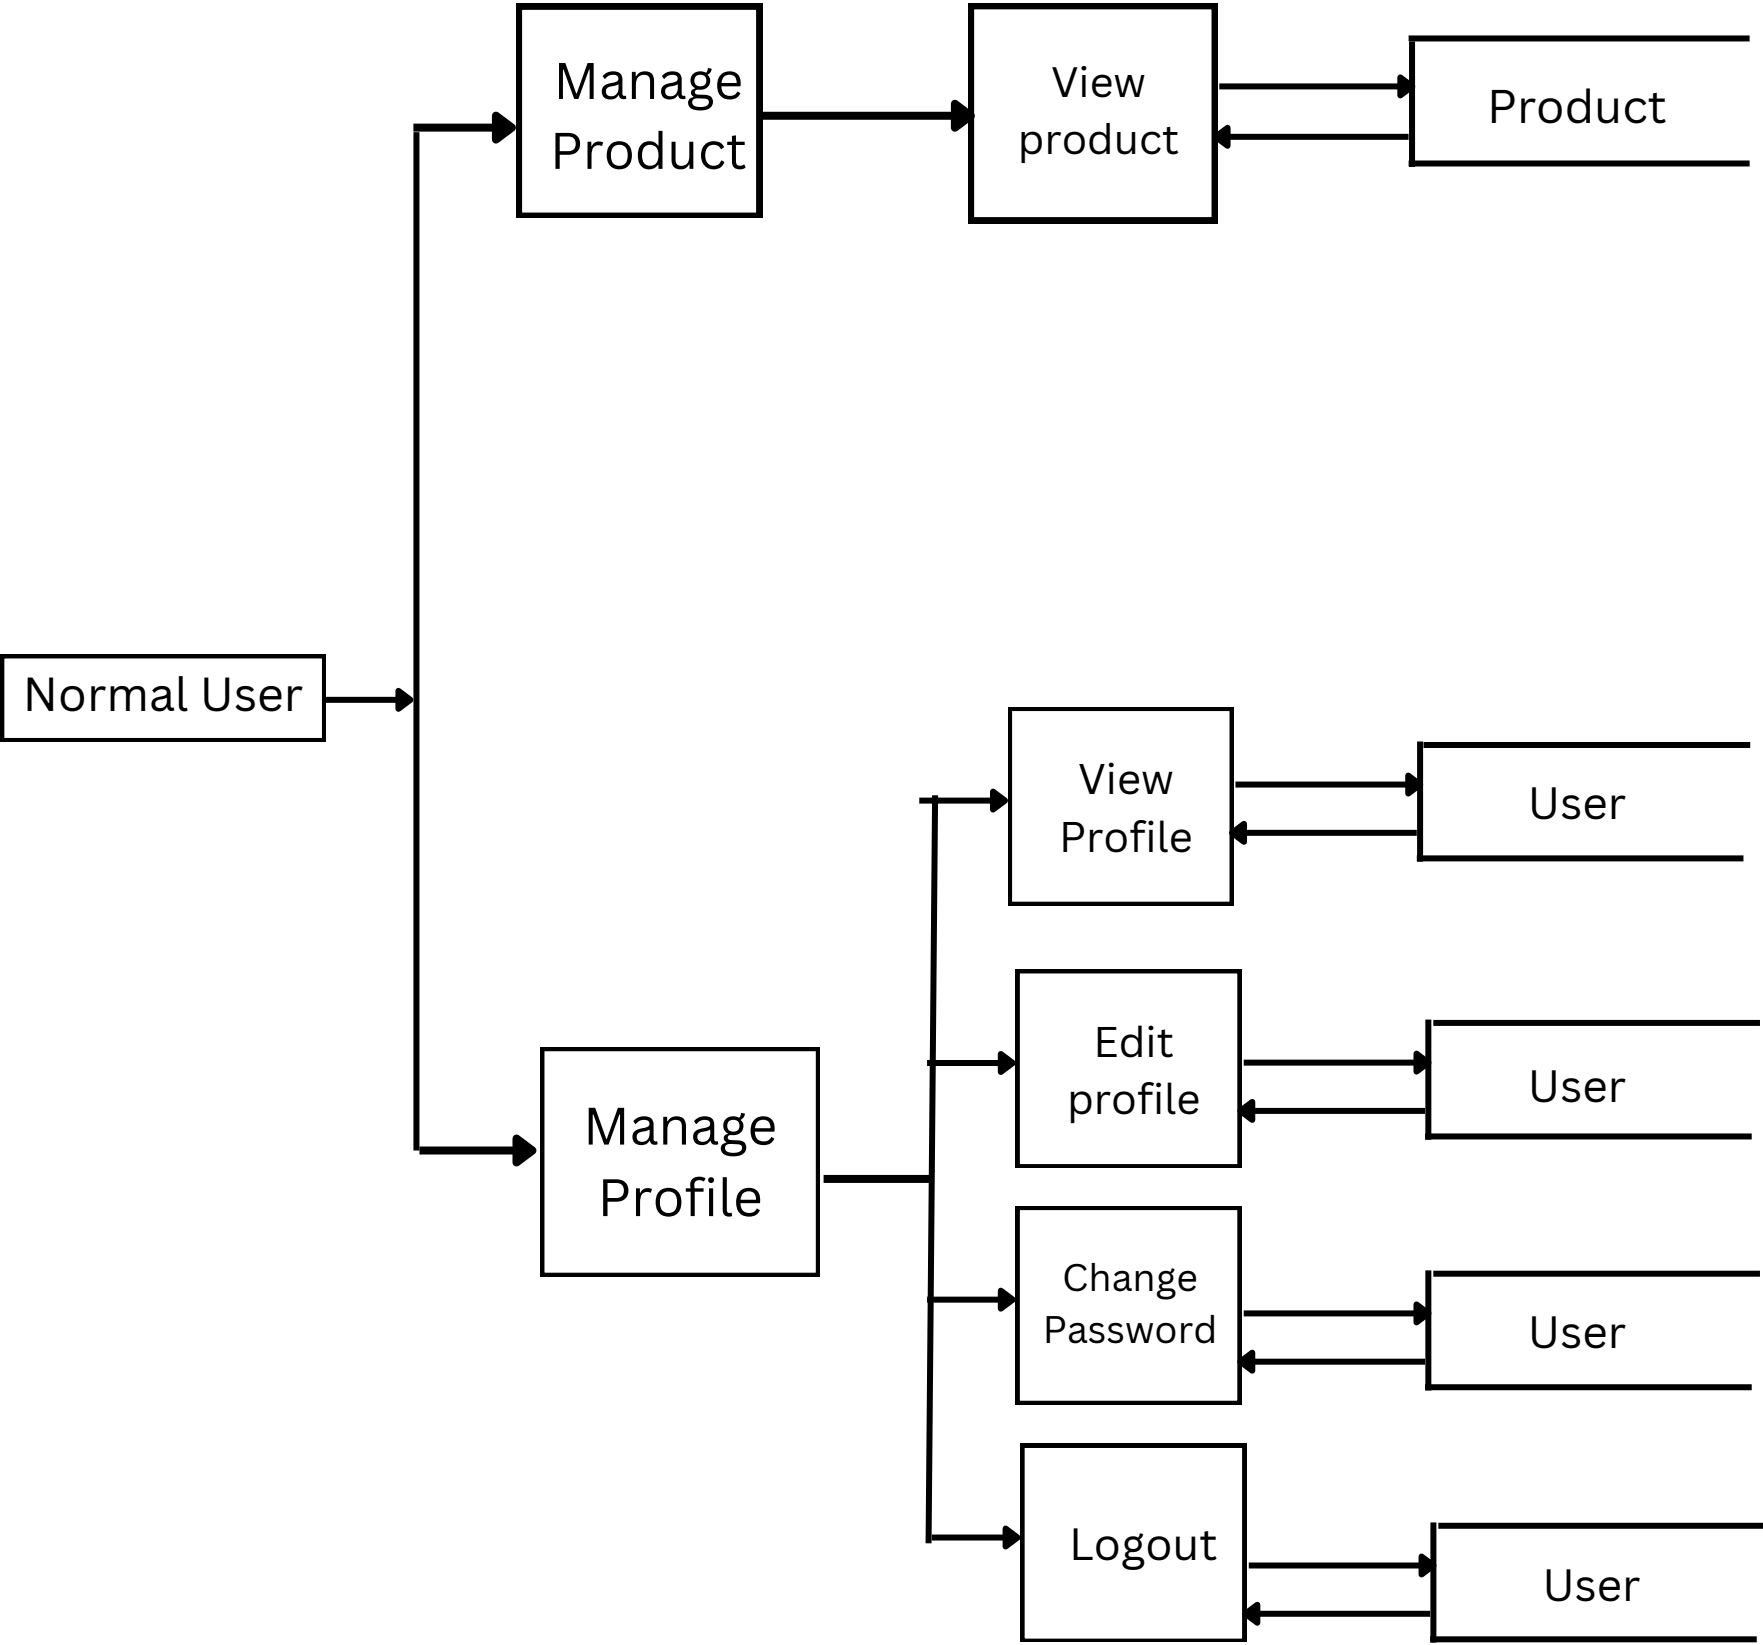 Manage
Product
View
product
Product
Normal User
View
Profile
User
Edit
profile
User
Manage
Profile
Change
Password
User
Logout
User